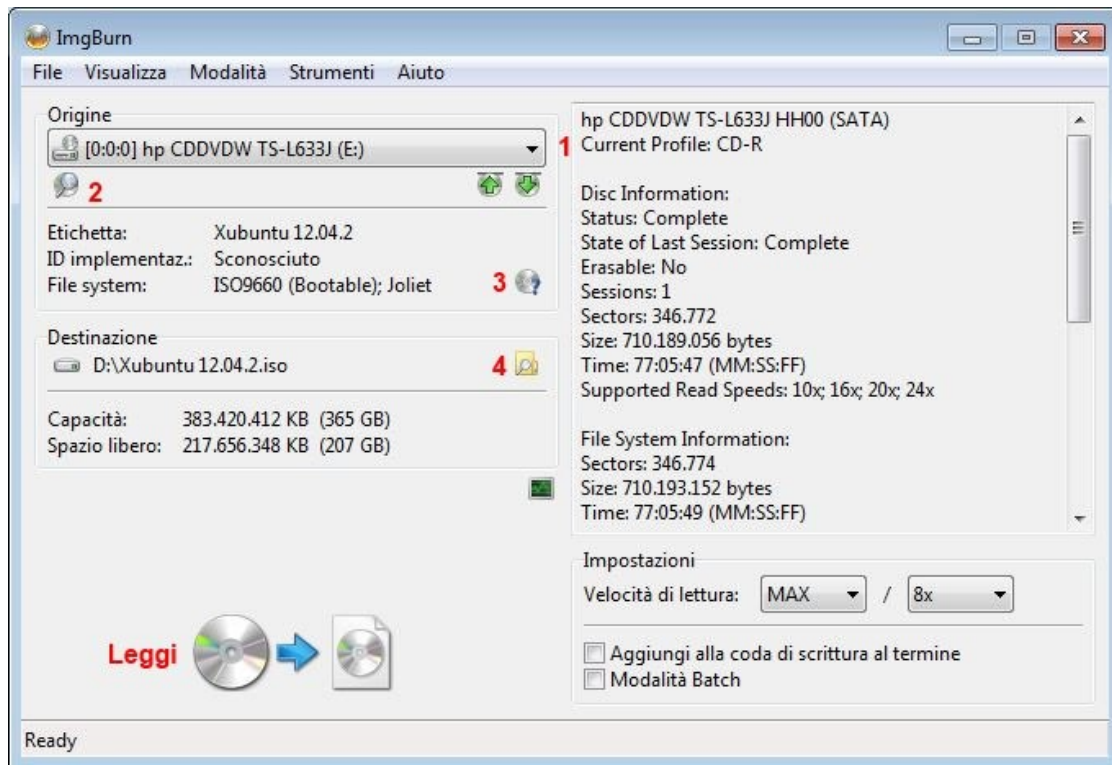 ImgBurn
File Visualizza Modalità Strumenti Aiuto
Origine
[0:0:0] hp CDDVDW TS-L633J (E:)
1
2
Etichetta: Xubuntu 12.04.2
ID implementaz.: Sconosciuto
File system: ISO9660 (Bootable); Joliet
3
Destinazione
D:\Xubuntu 12.04.2.iso
4
Capacità: 383.420.412 KB (365 GB)
Spazio libero: 217.656.348 KB (207 GB)
Leggi
hp CDDVDW TS-L633J HH00 (SATA)
Current Profile: CD-R
Disc Information:
Status: Complete
State of Last Session: Complete
Erasable: No
Sessions: 1
Sectors: 346.772
Size: 710.189.056 bytes
Time: 77:05:47 (MM:SS:FF)
Supported Read Speeds: 10x; 16x; 20x; 24x
File System Information:
Sectors: 346.774
Size: 710.193.152 bytes
Time: 77:05:49 (MM:SS:FF)
Impostazioni
Velocità di lettura: MAX / 8x
Aggiungi alla coda di scrittura al termine
Modalità Batch
Ready